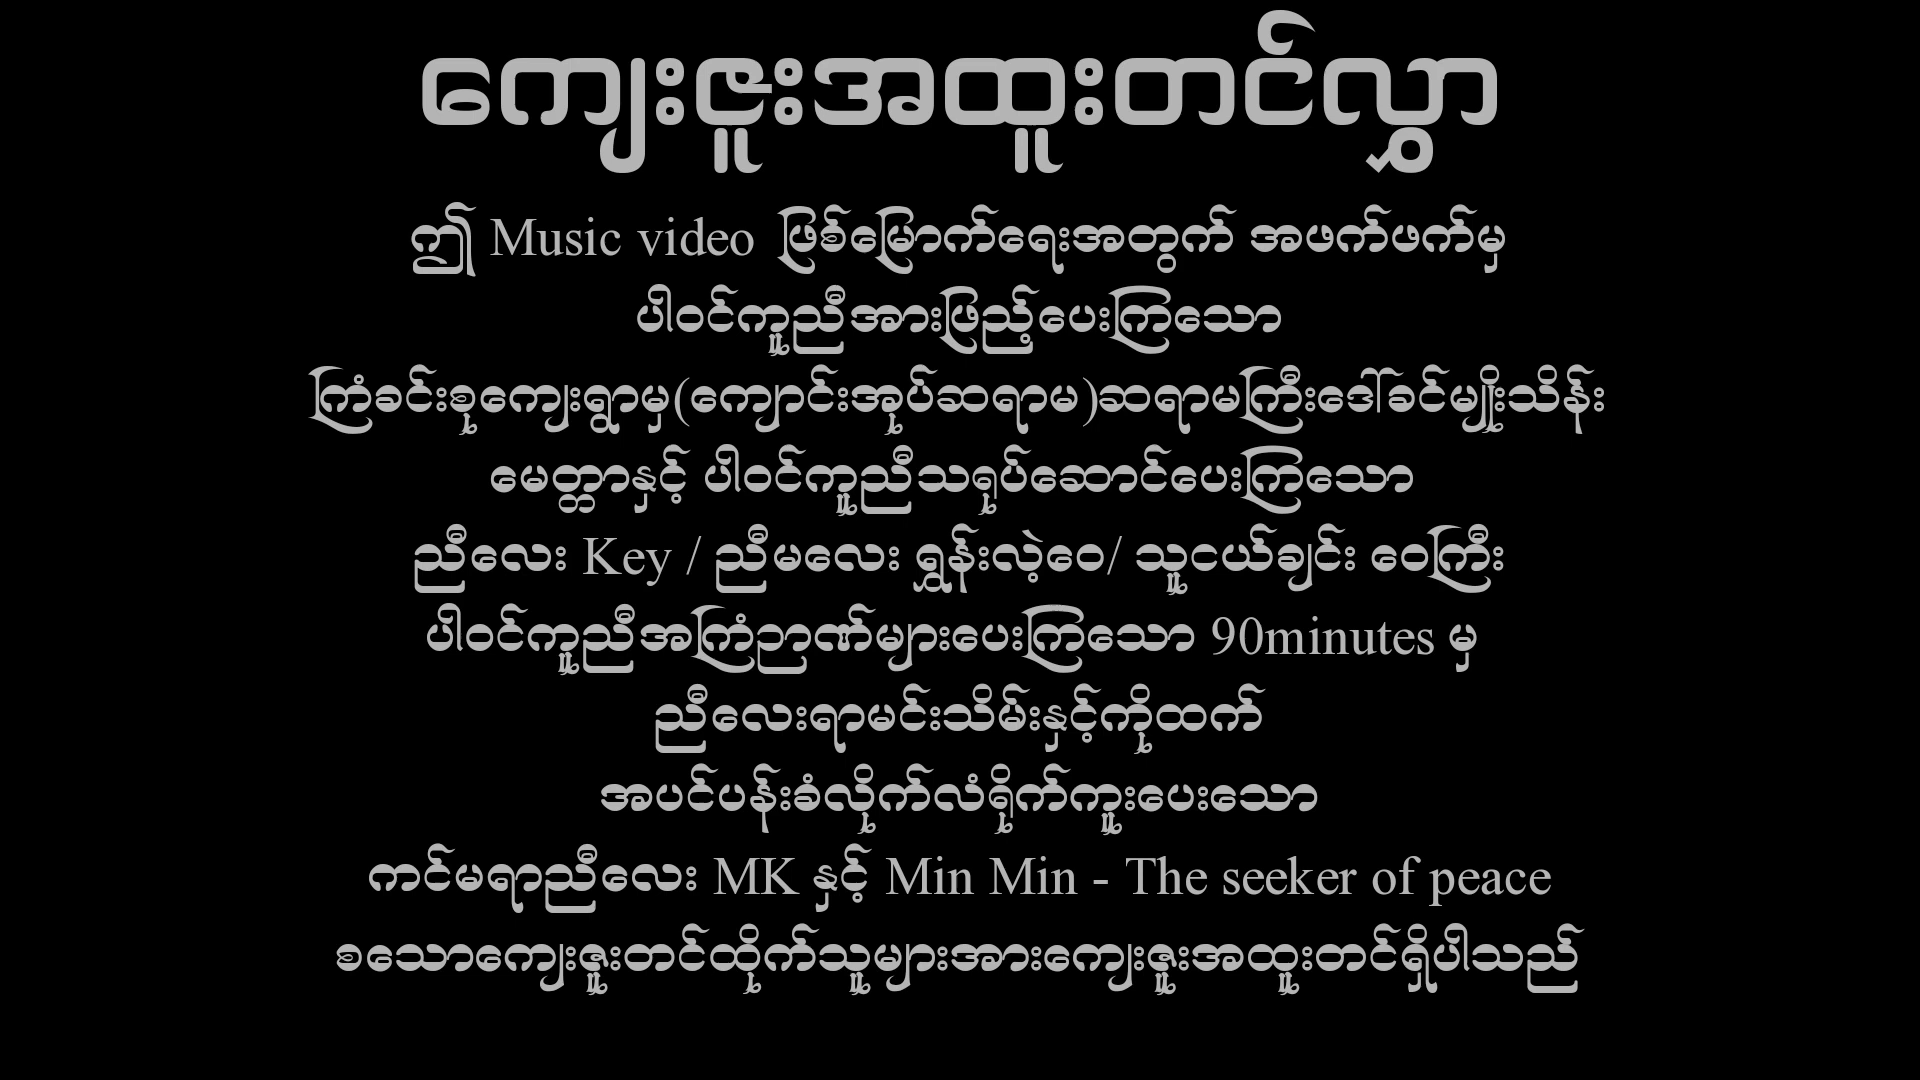 ကျေးဇူးအထူးတင်လွှာ
ဤ Music video ဖြစ်မြောက်ရေးအတွက် အဖက်ဖက်မှ
ပါဝင်ကူညီအားဖြည့်ပေးကြသော
ကြံခင်းစုကျေးရွာမှ(ကျောင်းအုပ်ဆရာမ)ဆရာမကြီးဒေါ်ခင်မျိုးသိန်း
မေတ္တာနှင့် ပါဝင်ကူညီသရုပ်ဆောင်ပေးကြသော
ညီလေး Key / ညီမလေး ရွှန်းလဲ့ဝေ/ သူငယ်ချင်း ဝေကြီး
ပါဝင်ကူညီအကြံဉာဏ်များပေးကြသော 90minutes မှ
ညီလေးရာမင်းသိမ်းနှင့်ကိုထက်
အပင်ပန်းခံလိုက်လံရိုက်ကူးပေးသော
ကင်မရာညီလေး MK နှင့် Min Min - The seeker of peace
စသောကျေးဇူးတင်ထိုက်သူများအားကျေးဇူးအထူးတင်ရှိပါသည်